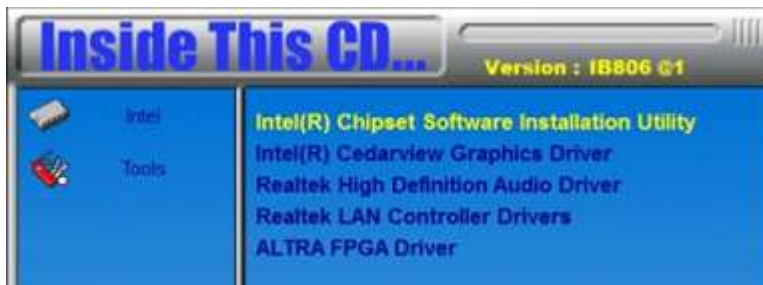 Inside This CD...
Version : IB806 @1
Intel
Tools
Intel(R) Chipset Software Installation Utility
Intel(R) Cedarview Graphics Driver
Realtek High Definition Audio Driver
Realtek LAN Controller Drivers
ALTRA FPGA Driver